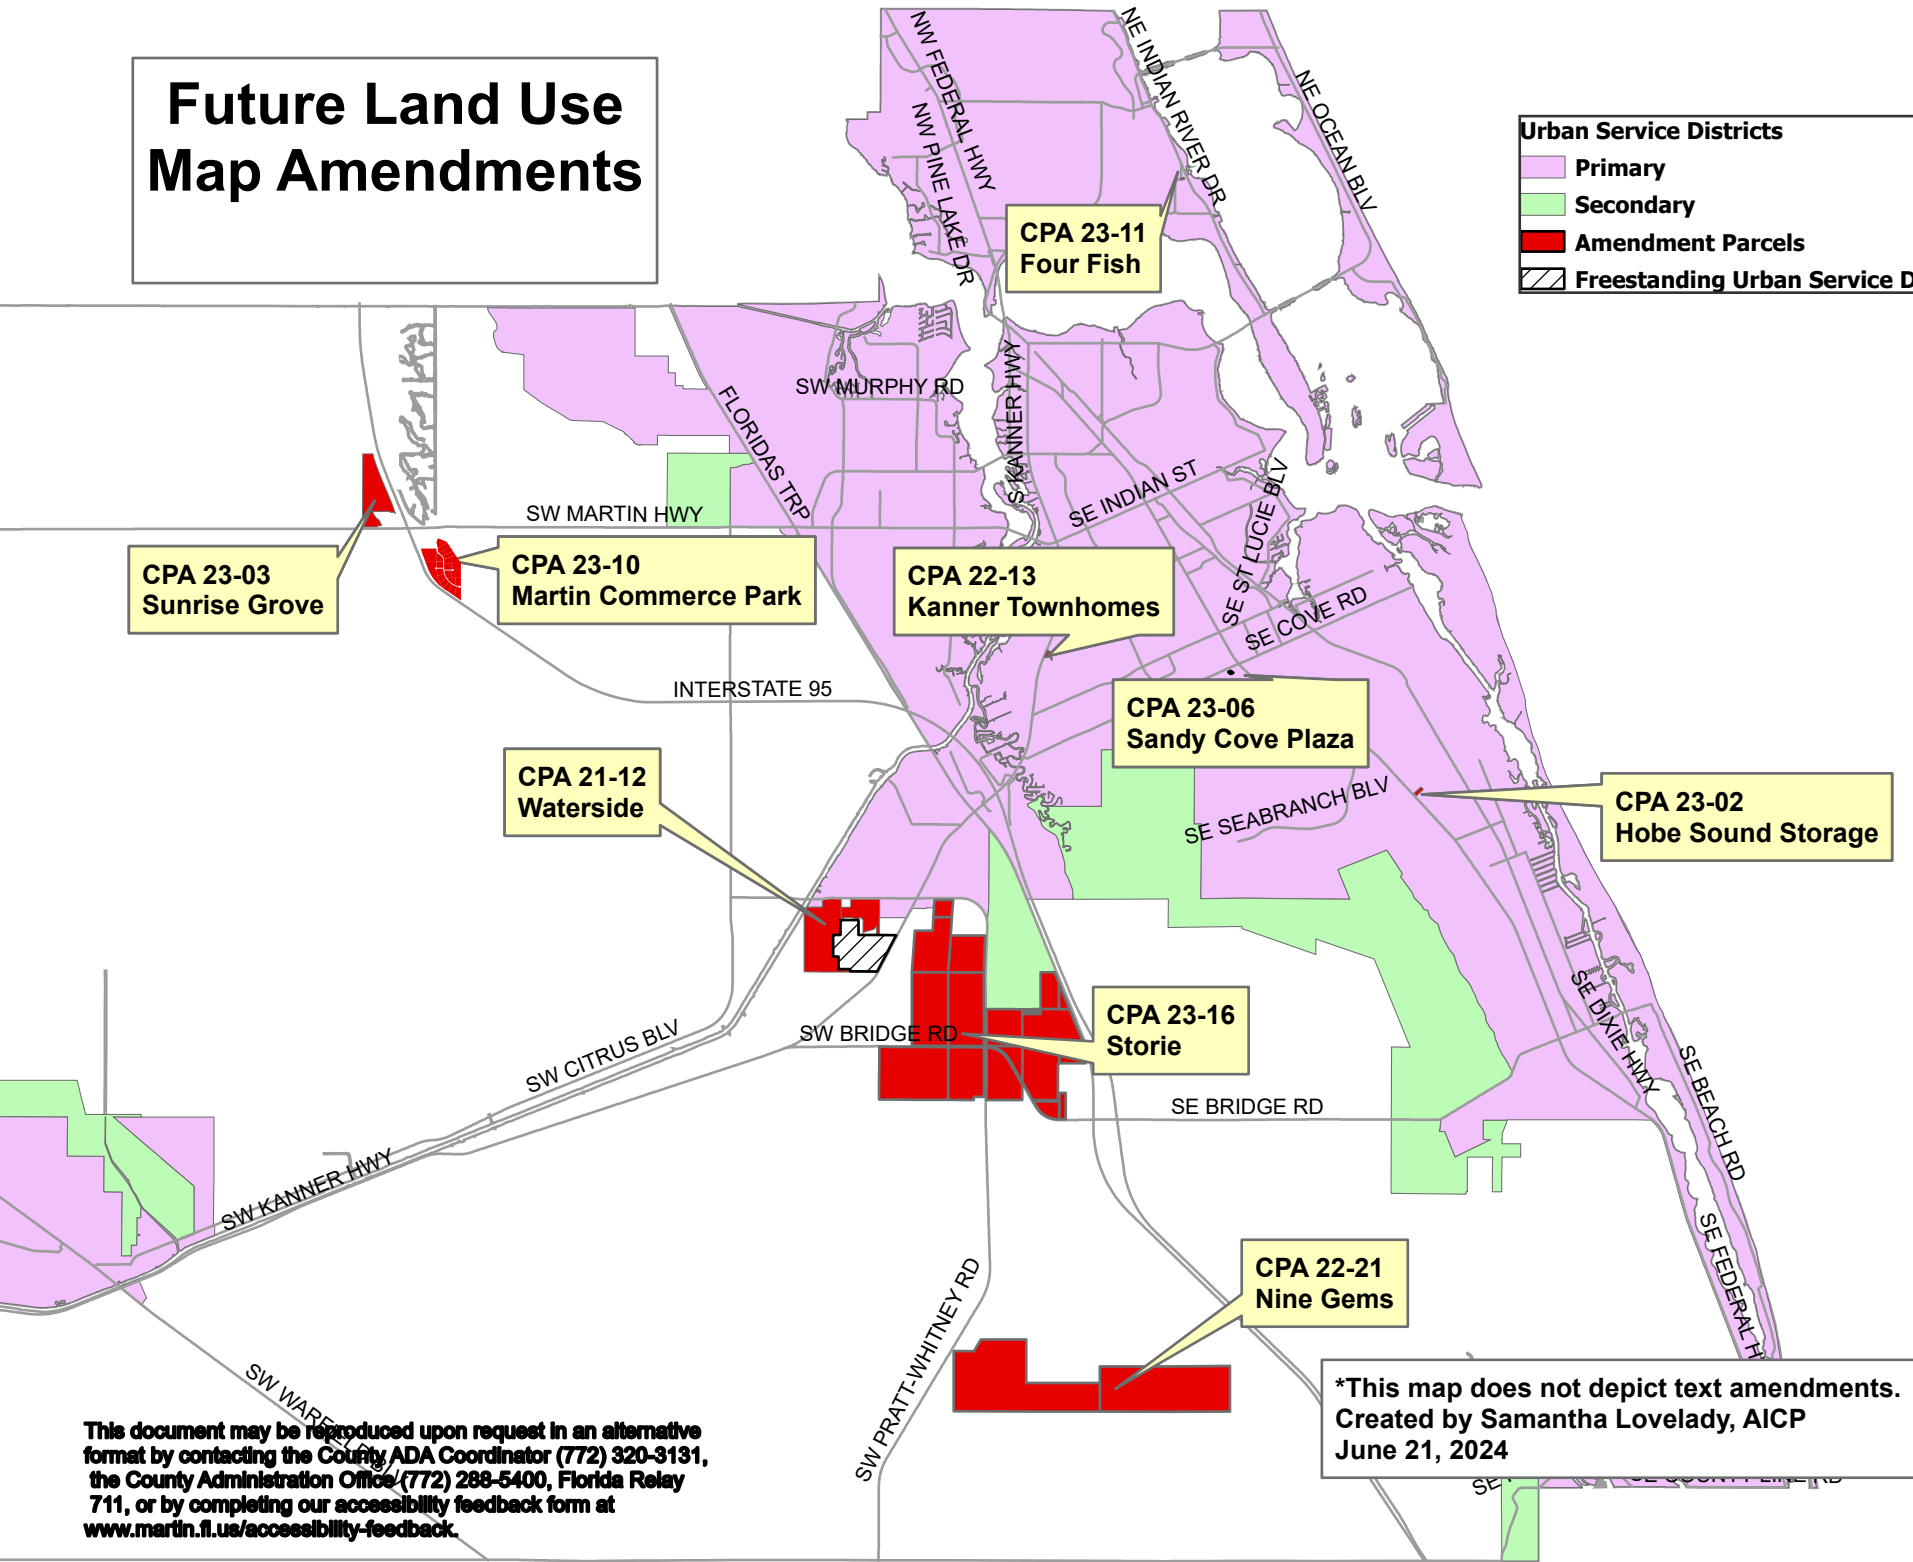 Future Land Use
Map Amendments
Urban Service Districts
Primary
Secondary
Amendment Parcels
Freestanding Urban Service D
NW FEDERAL HWY
NW PINE LAKE DR
NE INDIAN RIVER DR
NE OCEAN BLV
CPA 23-11
Four Fish
SW MURPHY RD
S KANNER HWY
FLORIDAS TRP
SW MARTIN HWY
SE INDIAN ST
SE ST LUCIE BLV
SE COVE RD
CPA 23-03
Sunrise Grove
CPA 23-10
Martin Commerce Park
CPA 22-13
Kanner Townhomes
INTERSTATE 95
CPA 23-06
Sandy Cove Plaza
CPA 21-12
Waterside
SE SEABRANCH BLV
CPA 23-02
Hobe Sound Storage
CPA 23-16
Storie
SW BRIDGE RD
SW CITRUS BLV
SE BRIDGE RD
SE DIXIE HWY
SE BEACH RD
SW KANNER HWY
SE FEDERAL H
CPA 22-21
Nine Gems
SW PRATT-WHITNEY RD
*This map does not depict text amendments.
Created by Samantha Lovelady, AICP
June 21, 2024
This document may be reproduced upon request in an alternative
format by contacting the County ADA Coordinator (772) 320-3131,
the County Administration Office (772) 288-5400, Florida Relay
711, or by completing our accessibility feedback form at
www.martin.fl.us/accessibility-feedback.